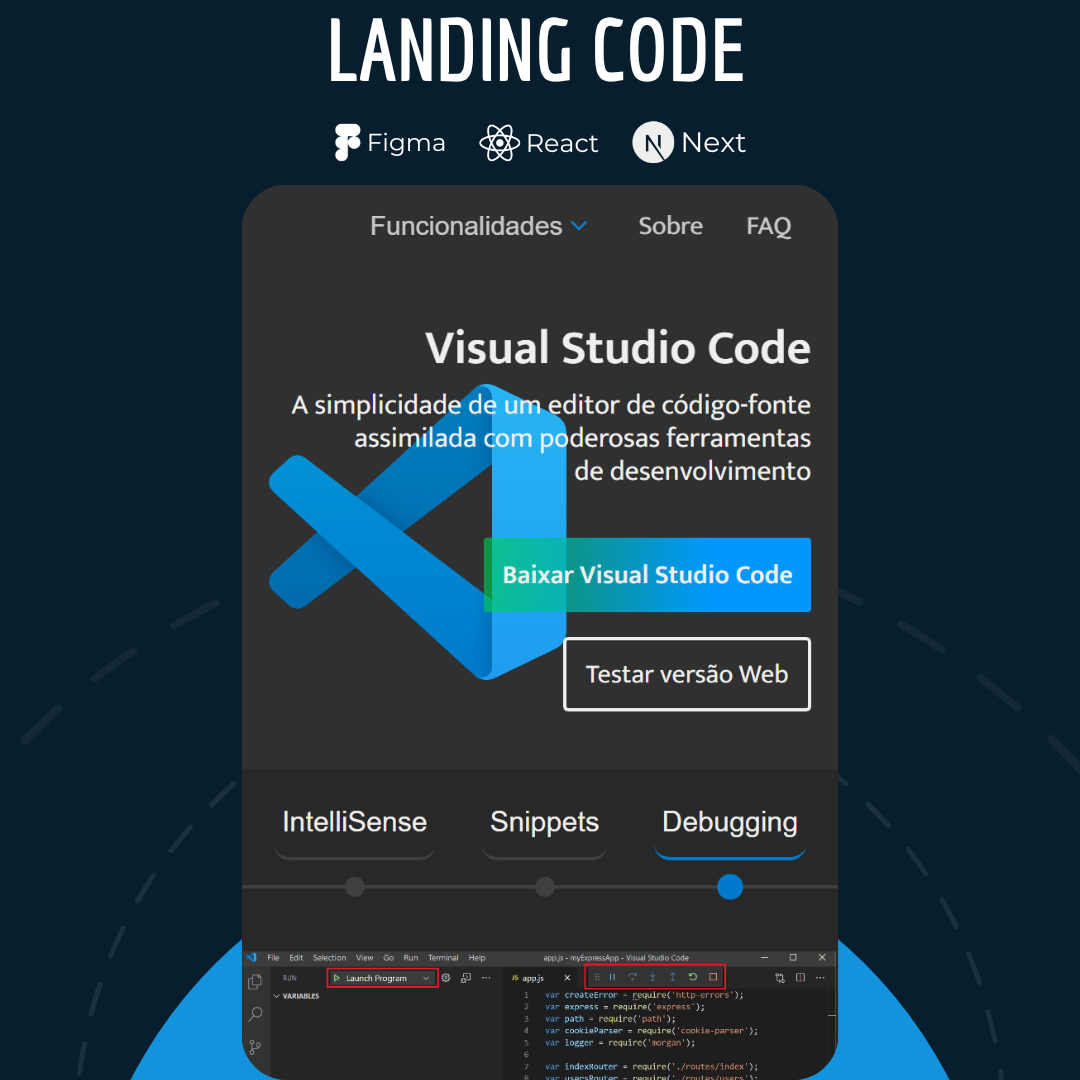 LANDING CODE
Figma React Next
Funcionalidades Sobre FAQ
Visual Studio Code
A simplicidade de um editor de código-fonte
assimilada com poderosas ferramentas
de desenvolvimento
Baixar Visual Studio Code
Testar versão Web
IntelliSense Snippets Debugging
File Edit Selection View Go Run Terminal Help app.js - myExpressApp - Visual Studio Code
RUN Launch Program JS app.js
VARIABLES
1 var createError = require('http-errors');
2 var express = require('express');
3 var path = require('path');
4 var cookieParser = require('cookie-parser');
5 var logger = require('morgan');
6
7 var indexRouter = require('./routes/index');
8 var usersRouter = require('./routes/users');